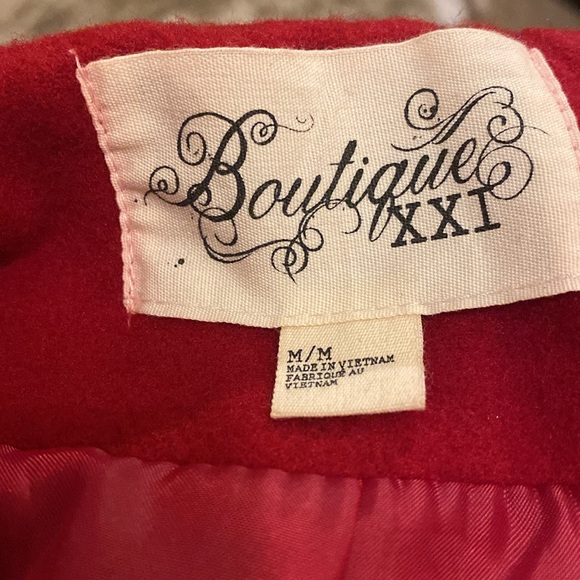 Boutique
XXI
M/M
MADE IN VIETNAM
FABRIQUÉ AU
VIETNAM